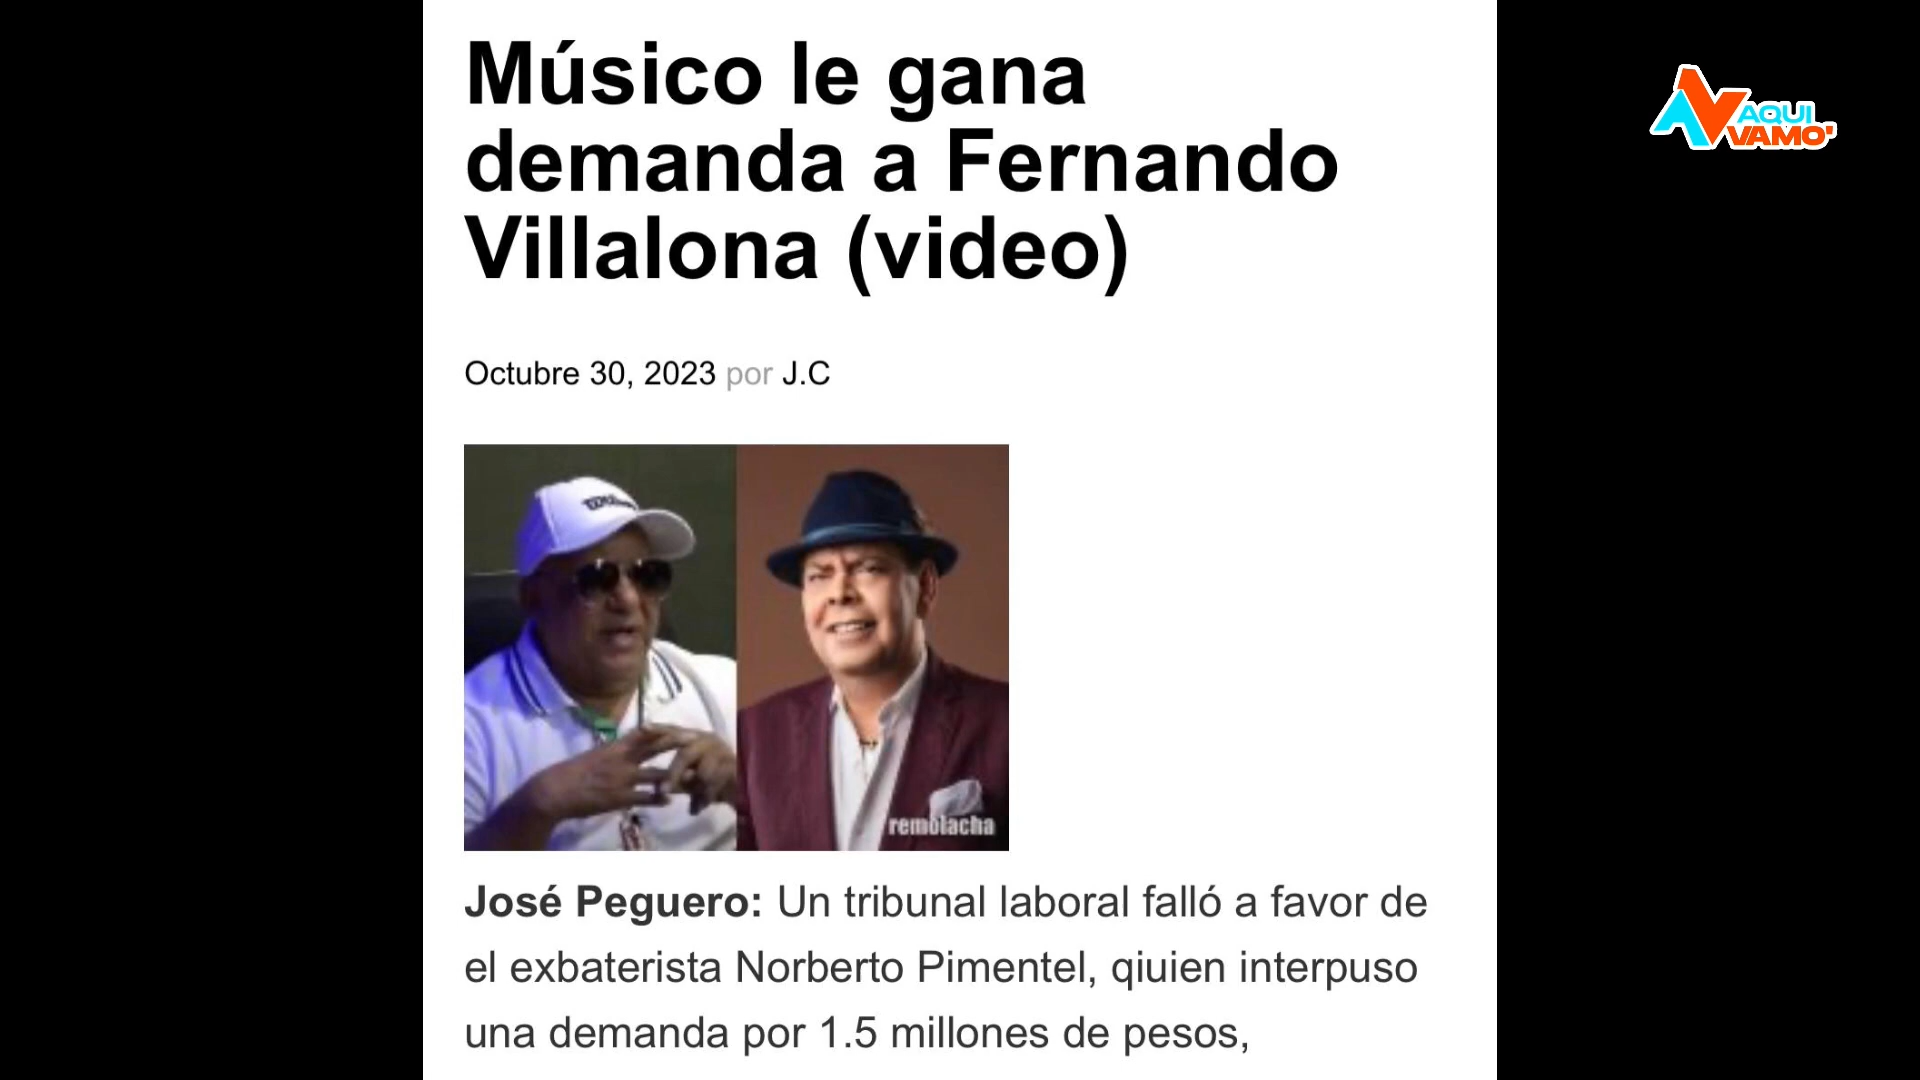 Músico le gana
demanda a Fernando
Villalona (video)
AQUI
VAMO'
Octubre 30, 2023 por J.C
Wilson
remolacha
José Peguero: Un tribunal laboral falló a favor de
el exbaterista Norberto Pimentel, qiuien interpuso
una demanda por 1.5 millones de pesos,